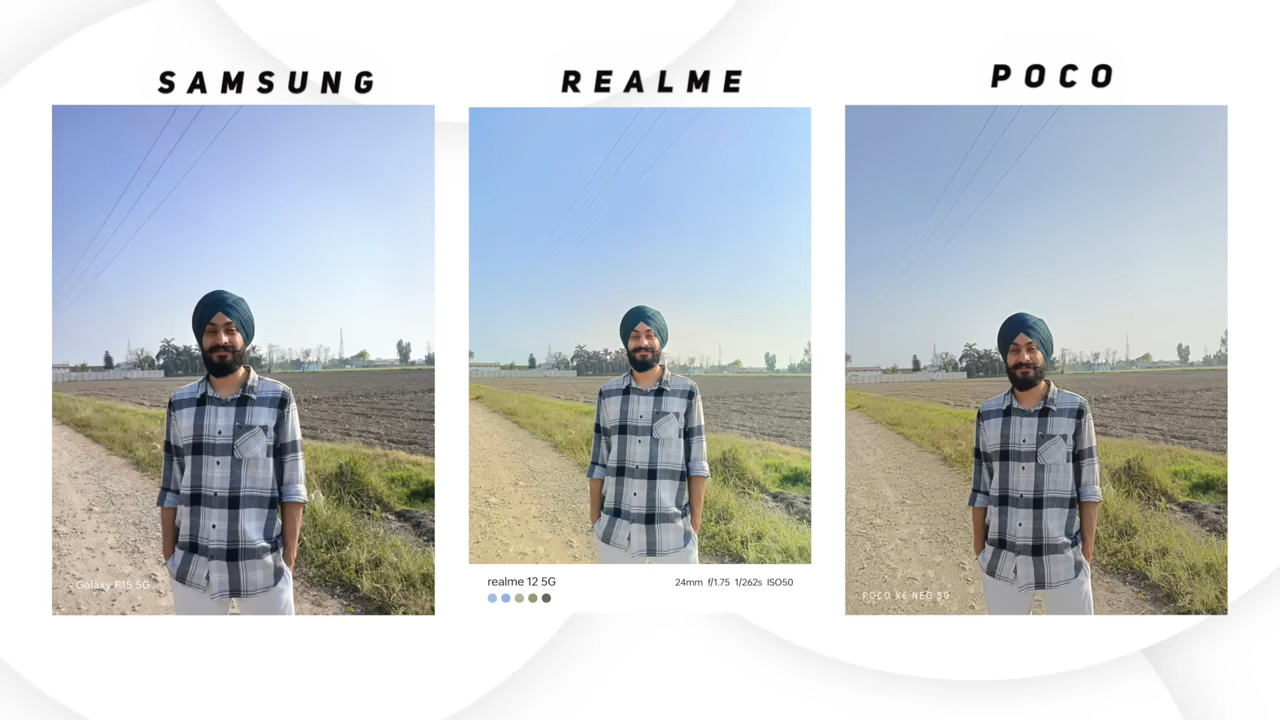 SAMSUNG
REALME
POCO
Galaxy F15 5G
realme 12 5G
24mm f/1.75 1/262s ISO50
POCO X6 NEO 5G